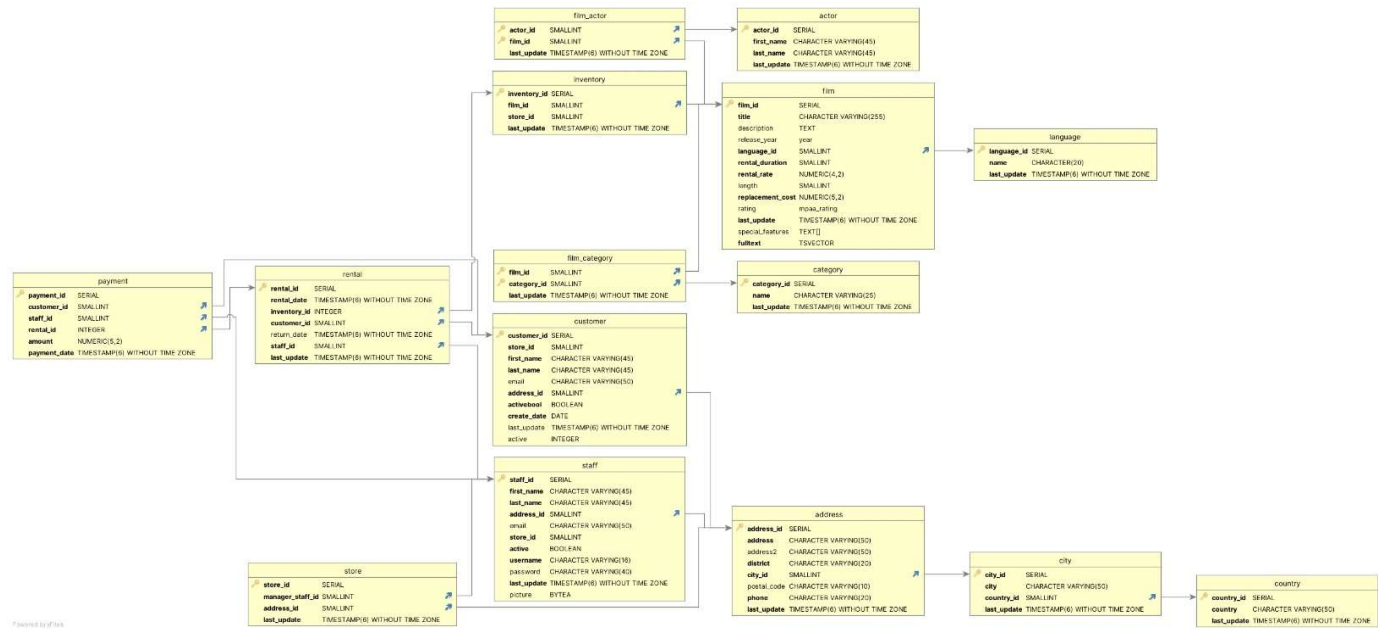 film_actor
actor_id SMALLINT
film_id SMALLINT
last_update TIMESTAMP(6) WITHOUT TIME ZONE
actor
actor_id SERIAL
first_name CHARACTER VARYING(45)
last_name CHARACTER VARYING(45)
last_update TIMESTAMP(6) WITHOUT TIME ZONE
inventory
inventory_id SERIAL
film_id SMALLINT
store_id SMALLINT
last_update TIMESTAMP(6) WITHOUT TIME ZONE
film
film_id SERIAL
title CHARACTER VARYING(255)
description TEXT
release_year year
language_id SMALLINT
rental_duration SMALLINT
rental_rate NUMERIC(4,2)
length SMALLINT
replacement_cost NUMERIC(5,2)
rating mpaa_rating
last_update TIMESTAMP(6) WITHOUT TIME ZONE
special_features TEXT[]
fulltext TSVECTOR
language
language_id SERIAL
name CHARACTER(20)
last_update TIMESTAMP(6) WITHOUT TIME ZONE
film_category
film_id SMALLINT
category_id SMALLINT
last_update TIMESTAMP(6) WITHOUT TIME ZONE
category
category_id SERIAL
name CHARACTER VARYING(25)
last_update TIMESTAMP(6) WITHOUT TIME ZONE
payment
payment_id SERIAL
customer_id SMALLINT
staff_id SMALLINT
rental_id INTEGER
amount NUMERIC(5,2)
payment_date TIMESTAMP(6) WITHOUT TIME ZONE
rental
rental_id SERIAL
rental_date TIMESTAMP(6) WITHOUT TIME ZONE
inventory_id INTEGER
customer_id SMALLINT
return_date TIMESTAMP(6) WITHOUT TIME ZONE
staff_id SMALLINT
last_update TIMESTAMP(6) WITHOUT TIME ZONE
customer
customer_id SERIAL
store_id SMALLINT
first_name CHARACTER VARYING(45)
last_name CHARACTER VARYING(45)
email CHARACTER VARYING(50)
address_id SMALLINT
activebool BOOLEAN
create_date DATE
last_update TIMESTAMP(6) WITHOUT TIME ZONE
active INTEGER
staff
staff_id SERIAL
first_name CHARACTER VARYING(45)
last_name CHARACTER VARYING(45)
address_id SMALLINT
email CHARACTER VARYING(50)
store_id SMALLINT
active BOOLEAN
username CHARACTER VARYING(16)
password CHARACTER VARYING(40)
last_update TIMESTAMP(6) WITHOUT TIME ZONE
picture BYTEA
store
store_id SERIAL
manager_staff_id SMALLINT
address_id SMALLINT
last_update TIMESTAMP(6) WITHOUT TIME ZONE
address
address_id SERIAL
address CHARACTER VARYING(50)
address2 CHARACTER VARYING(50)
district CHARACTER VARYING(20)
city_id SMALLINT
postal_code CHARACTER VARYING(10)
phone CHARACTER VARYING(20)
last_update TIMESTAMP(6) WITHOUT TIME ZONE
city
city_id SERIAL
city CHARACTER VARYING(50)
country_id SMALLINT
last_update TIMESTAMP(6) WITHOUT TIME ZONE
country
country_id SERIAL
country CHARACTER VARYING(50)
last_update TIMESTAMP(6) WITHOUT TIME ZONE
Powered by yFiles